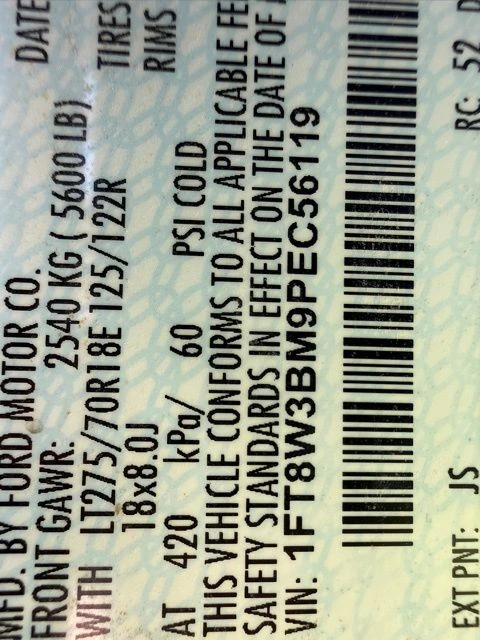 MFD. BY FORD MOTOR CO.
DATE
FRONT GAWR: 2540 KG ( 5600 LB)
WITH LT275/70R18E 125/122R TIRES
18x8.0J RIMS
AT 420 kPa/ 60 PSI COLD
THIS VEHICLE CONFORMS TO ALL APPLICABLE FE
SAFETY STANDARDS IN EFFECT ON THE DATE OF
VIN: 1FT8W3BM9PEC56119
EXT PNT: JS RC: 52